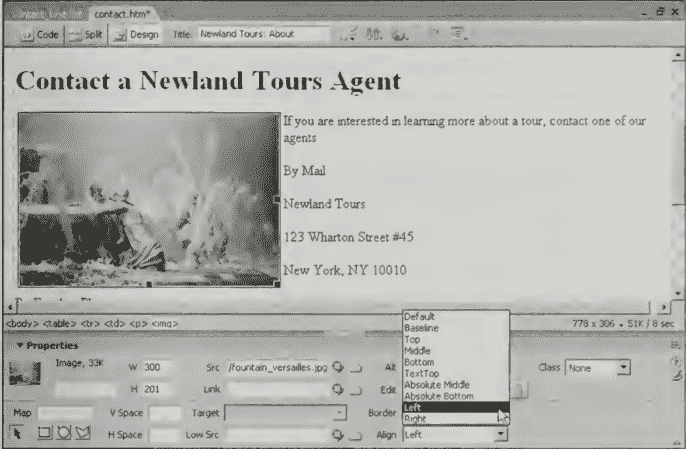 contact.htm*
Code Split Design Title: Newland Tours: About
Contact a Newland Tours Agent
If you are interested in learning more about a tour, contact one of our
agents
By Mail
Newland Tours
123 Wharton Street #45
New York, NY 10010
<body> <table> <tr> <td> <p> <img>
778 x 306 51K / 8 sec
Properties
Image, 33K
W 300
Src /fountain_versailles.jpg
Alt
Class None
H 201
Link
Edit
Map
V Space
Target
Border
H Space
Low Src
Align Left
Default
Baseline
Top
Middle
Bottom
TextTop
Absolute Middle
Absolute Bottom
Left
Right